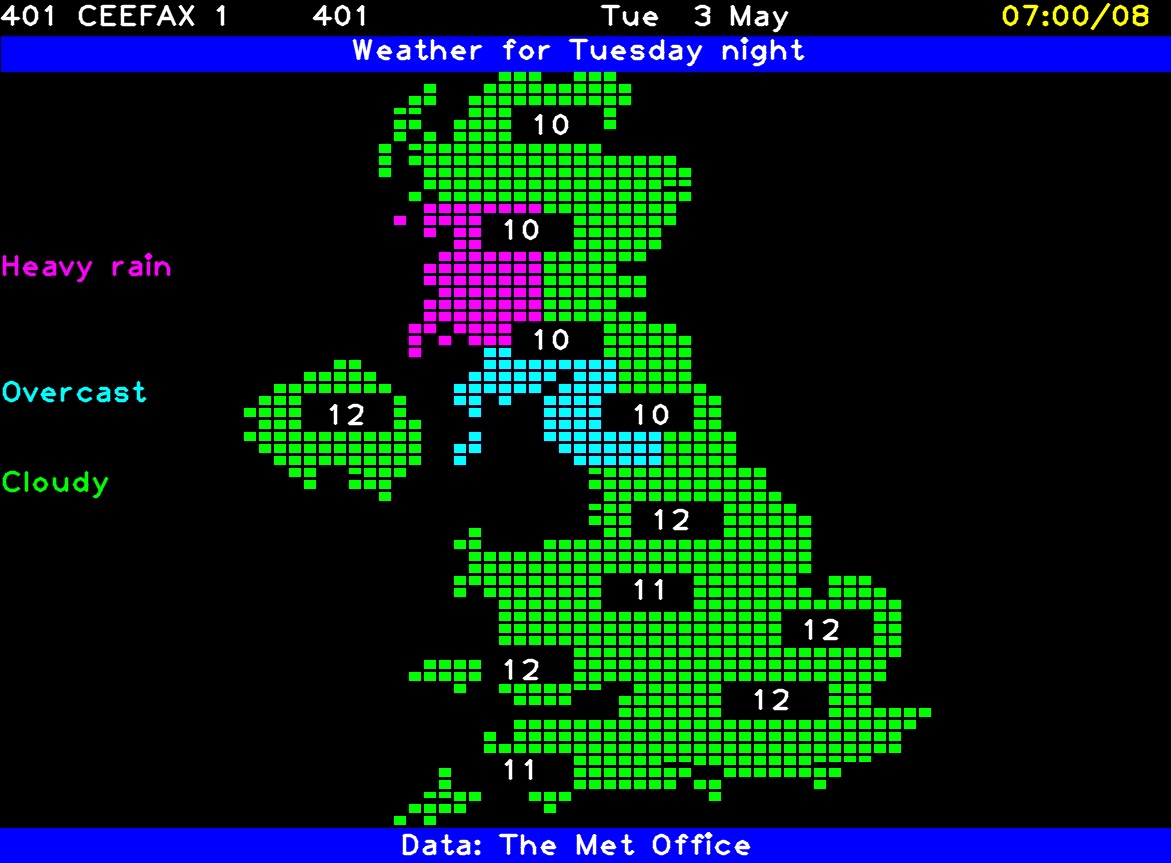 401 CEEFAX 1 401 Tue 3 May 07:00/08
Weather for Tuesday night
10
10
Heavy rain
10
Overcast
12 10
Cloudy
12
11
12
12
12
11
Data: The Met Office